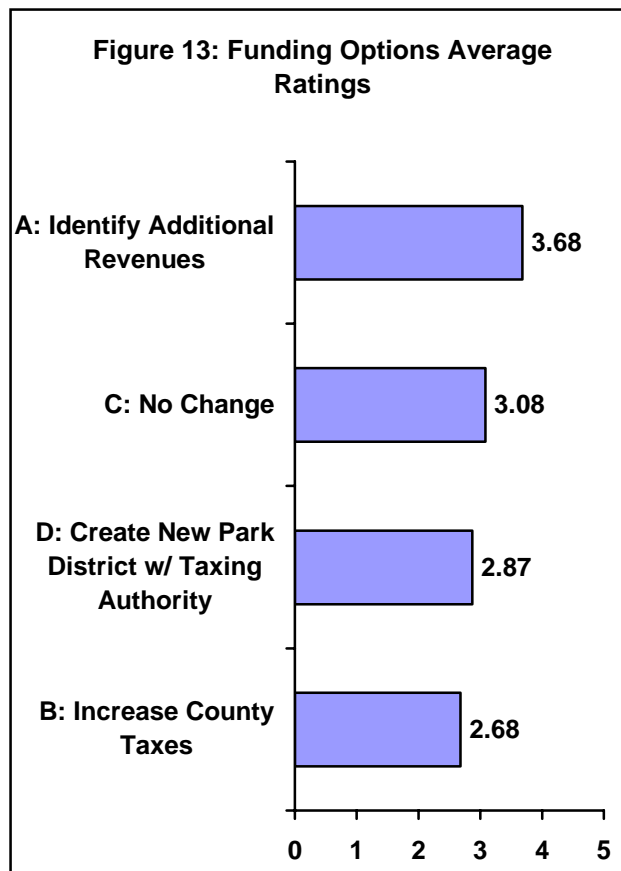 Figure 13: Funding Options Average
Ratings
A: Identify Additional
Revenues
3.68
C: No Change
3.08
D: Create New Park
District w/ Taxing
Authority
2.87
B: Increase County
Taxes
2.68
0 1 2 3 4 5